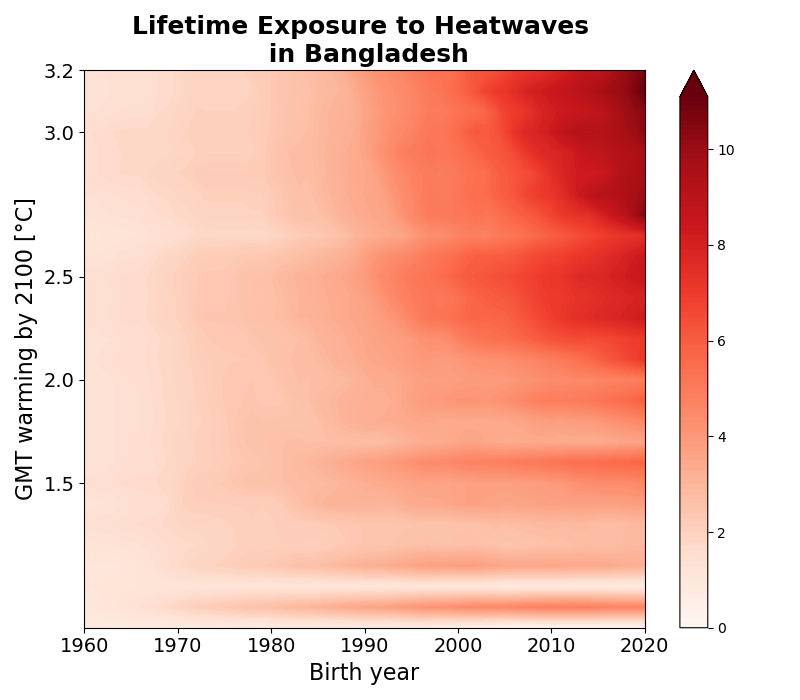 Lifetime Exposure to Heatwaves
in Bangladesh
3.2
3.0
2.5
2.0
1.5
GMT warming by 2100 [°C]
1960 1970 1980 1990 2000 2010 2020
Birth year
10
8
6
4
2
0